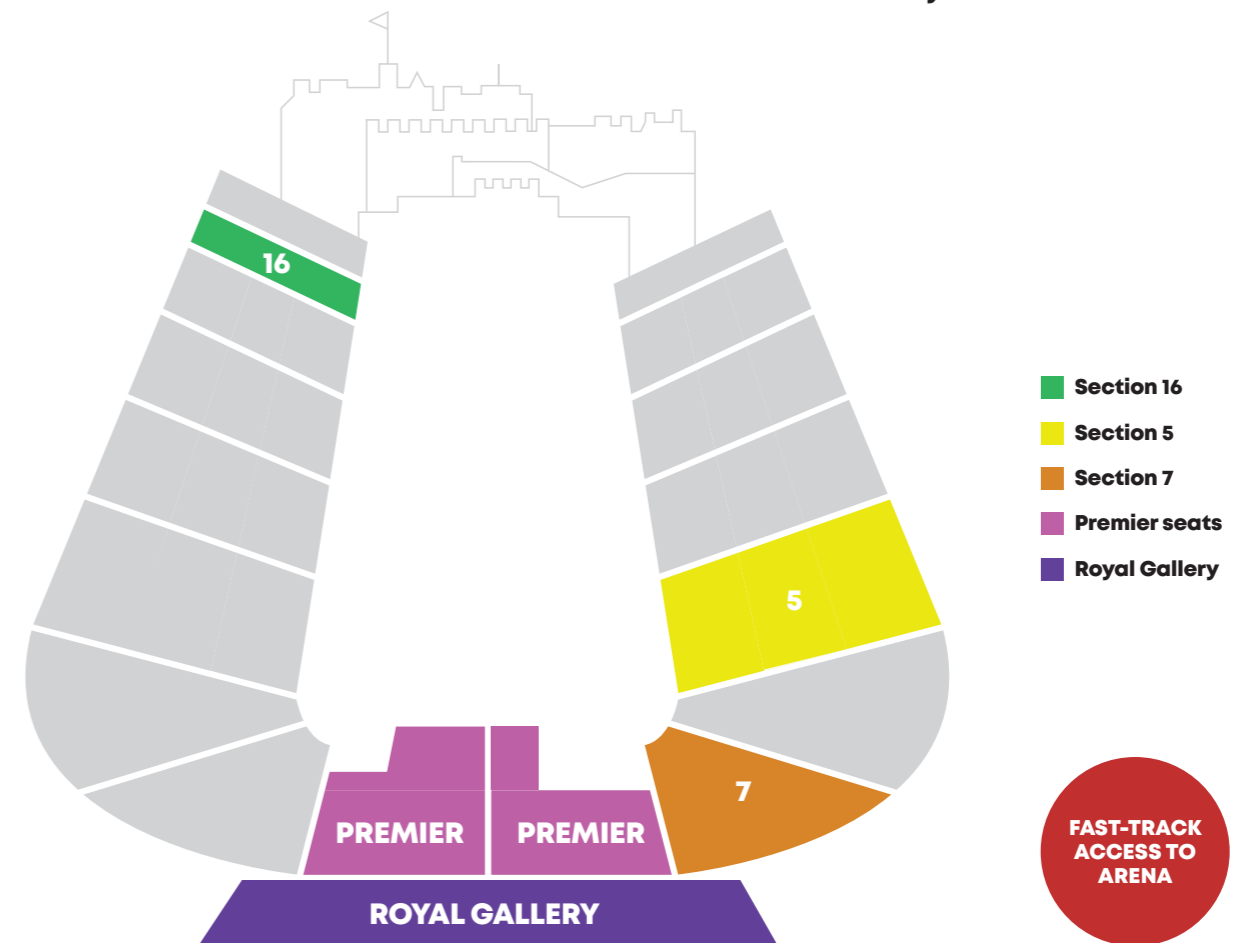 16
5
7
PREMIER
PREMIER
ROYAL GALLERY
Section 16
Section 5
Section 7
Premier seats
Royal Gallery
FAST-TRACK
ACCESS TO
ARENA